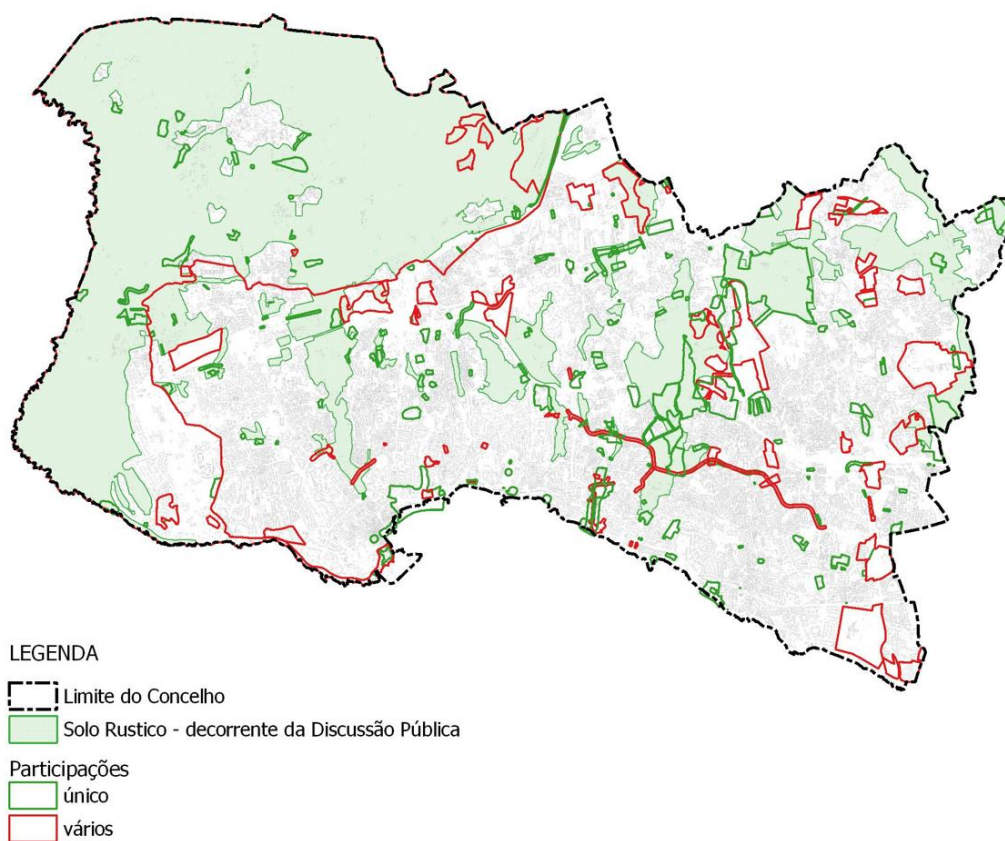 LEGENDA
Limite do Concelho
Solo Rustico - decorrente da Discussão Pública
Participações
único
vários